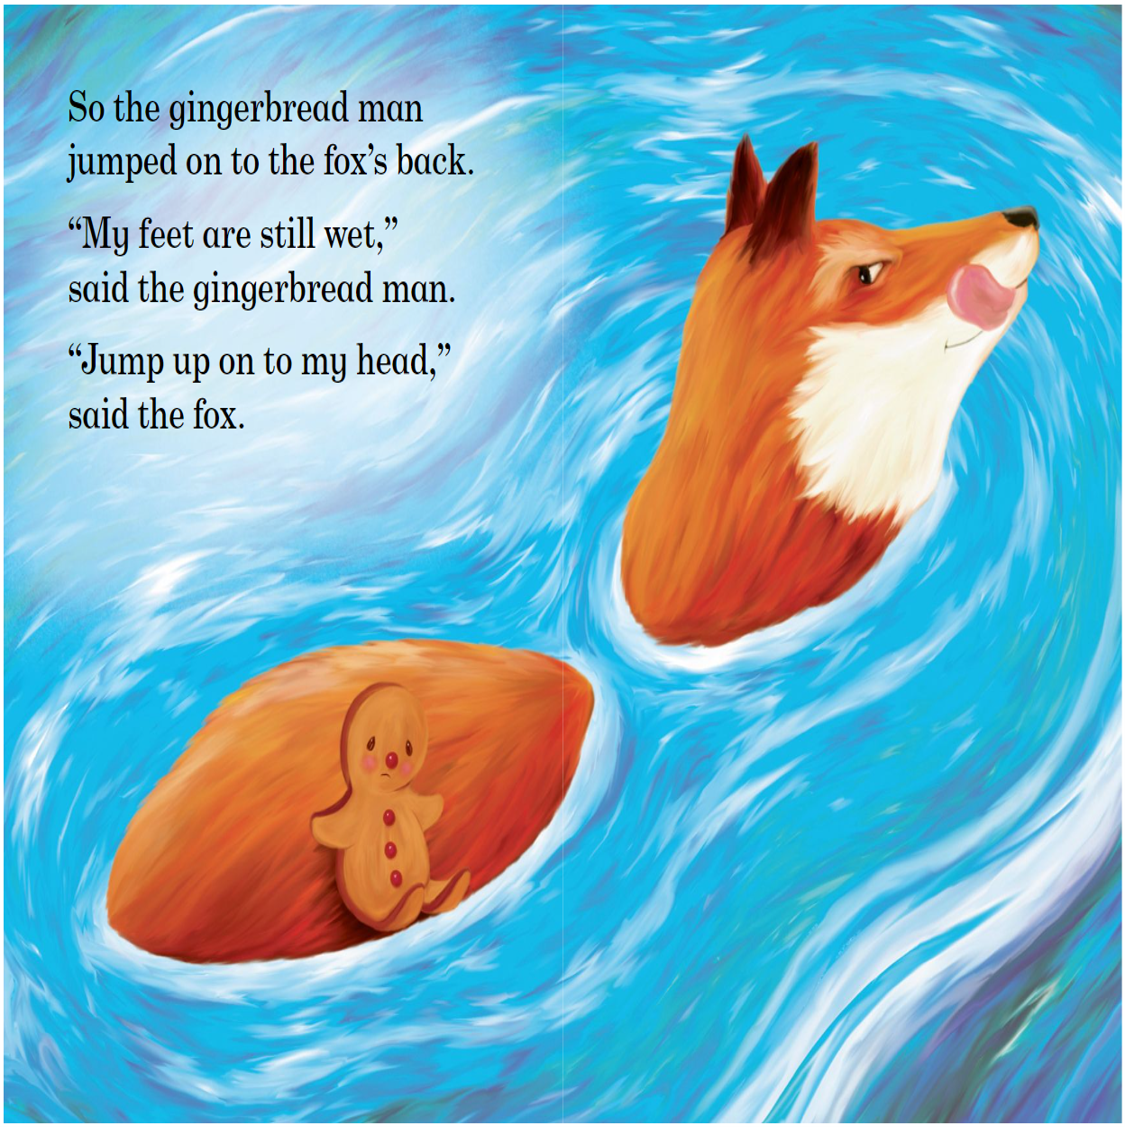 So the gingerbread man
jumped on to the fox’s back.
“My feet are still wet,”
said the gingerbread man.
“Jump up on to my head,”
said the fox.